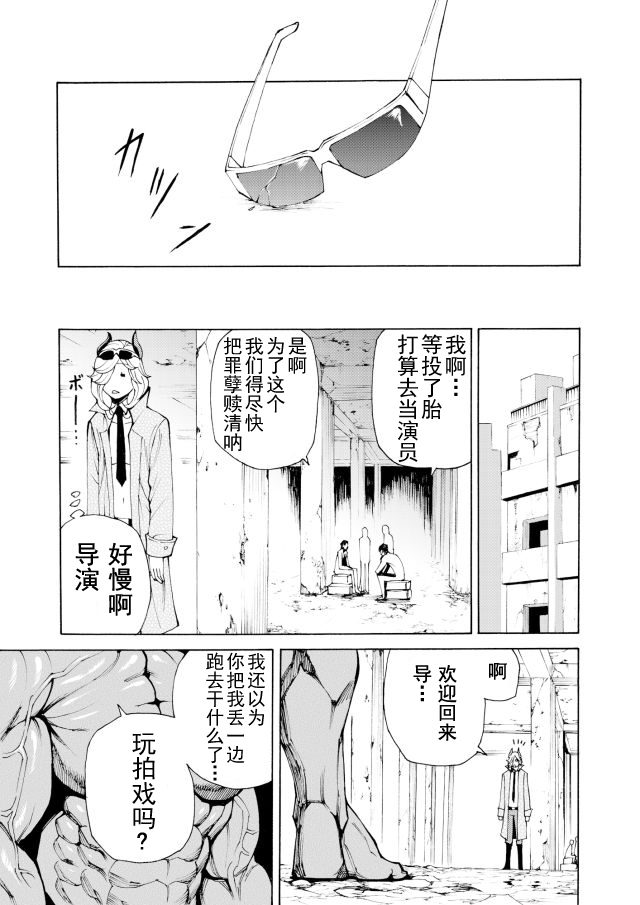 ガシャン
我啊…
等投了胎
打算去当演员
是啊
为了这个
我们得尽快
把罪孽赎清呐
ボー…
好慢啊
导演
啊
欢迎回来
导…
我还以为
你把我丢一边
跑去干什么了…
玩拍戏吗?